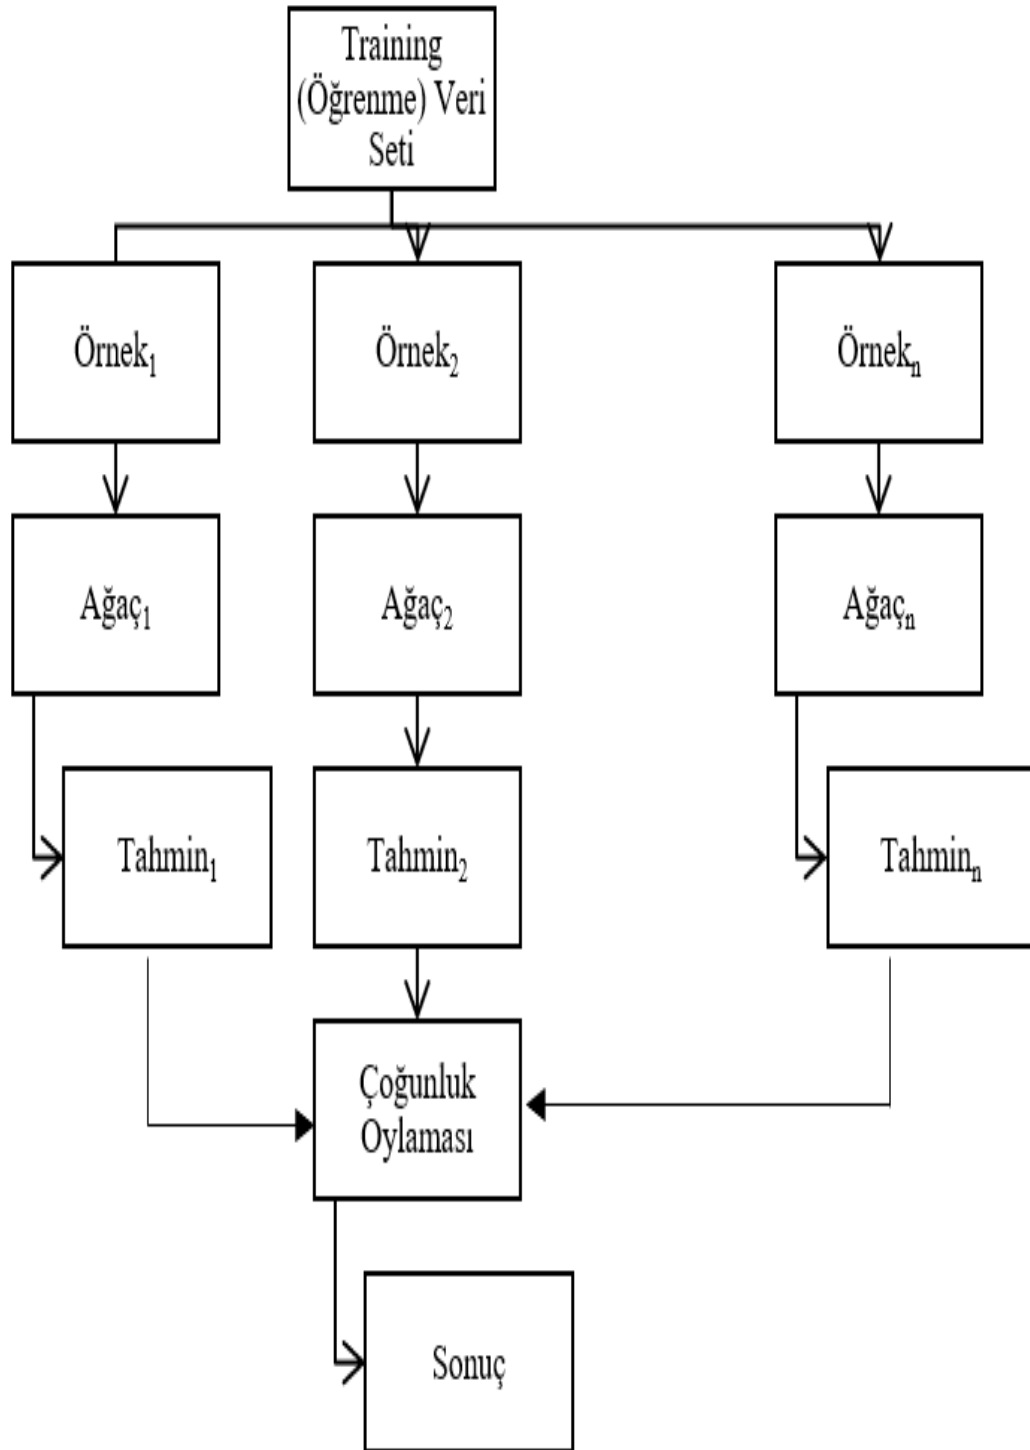 Training
(Öğrenme) Veri
Seti
Örnek₁
Örnek₂
Örnekₙ
Ağaç₁
Ağaç₂
Ağaçₙ
Tahmin₁
Tahmin₂
Tahminₙ
Çoğunluk
Oylaması
Sonuç